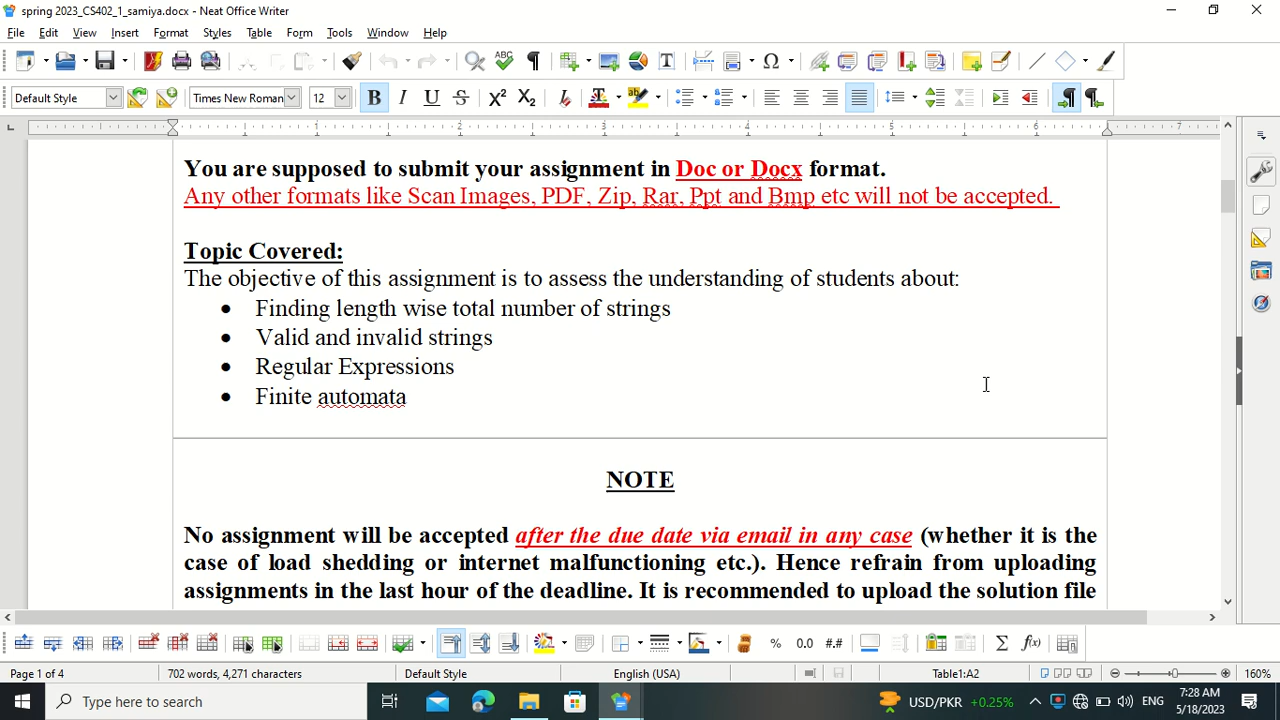 spring 2023_CS402_1_samiya.docx - Neat Office Writer
File Edit View Insert Format Styles Table Form Tools Window Help
Default Style Times New Roman 12
1 2 3 4 5 6 7
You are supposed to submit your assignment in Doc or Docx format.
Any other formats like Scan Images, PDF, Zip, Rar, Ppt and Bmp etc will not be accepted.
Topic Covered:
The objective of this assignment is to assess the understanding of students about:
• Finding length wise total number of strings
• Valid and invalid strings
• Regular Expressions
• Finite automata
NOTE
No assignment will be accepted after the due date via email in any case (whether it is the
case of load shedding or internet malfunctioning etc.). Hence refrain from uploading
assignments in the last hour of the deadline. It is recommended to upload the solution file
Page 1 of 4 702 words, 4,271 characters Default Style English (USA) Table1:A2 160%
Type here to search USD/PKR +0.25% ENG 7:28 AM
5/18/2023